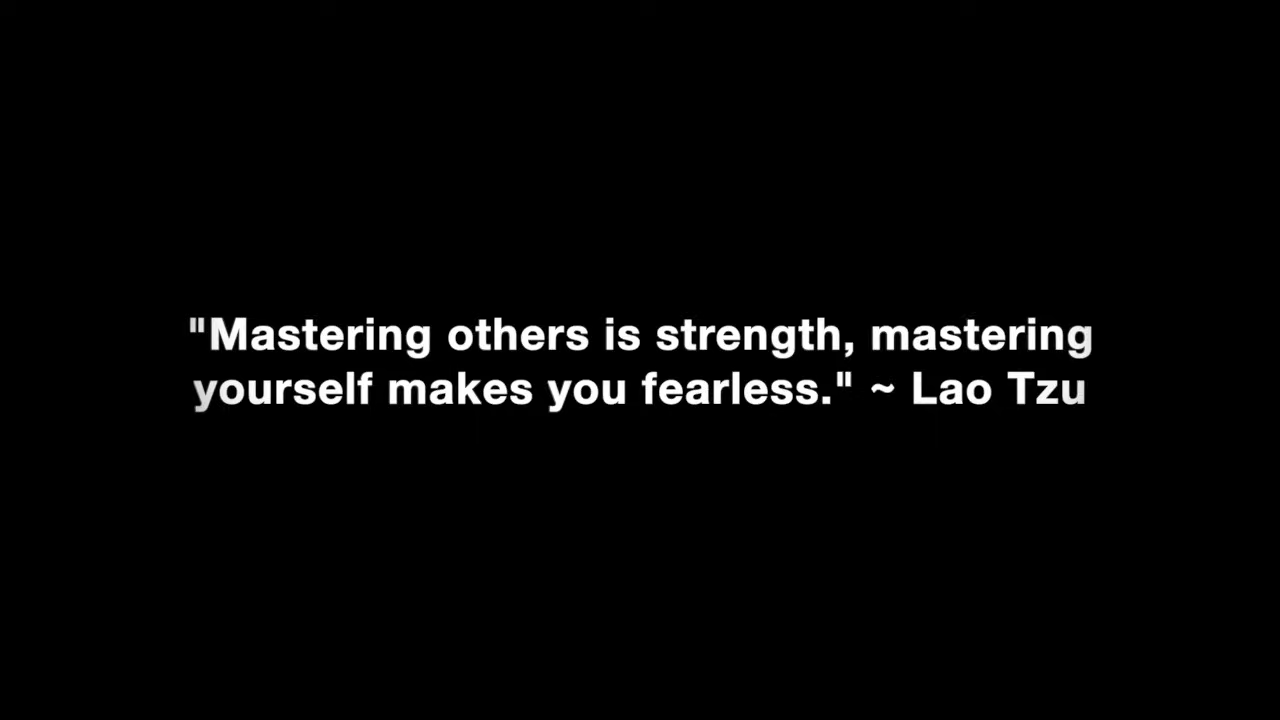 "Mastering others is strength, mastering
yourself makes you fearless." ~ Lao Tzu